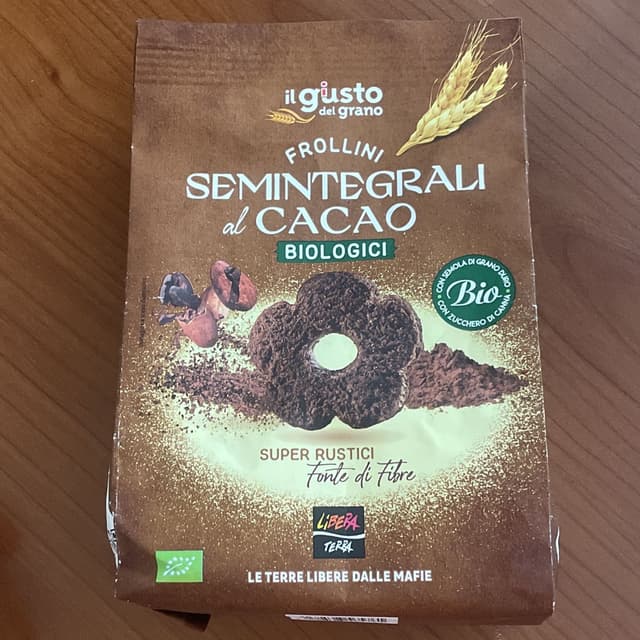 il gusto
del grano
FROLLINI
SEMINTEGRALI
al CACAO
BIOLOGICI
CON SEMOLA DI GRANO DURO
Bio
CON ZUCCHERO DI CANNA
SUPER RUSTICI
Fonte di Fibre
LiBERA
TERRA
LE TERRE LIBERE DALLE MAFIE